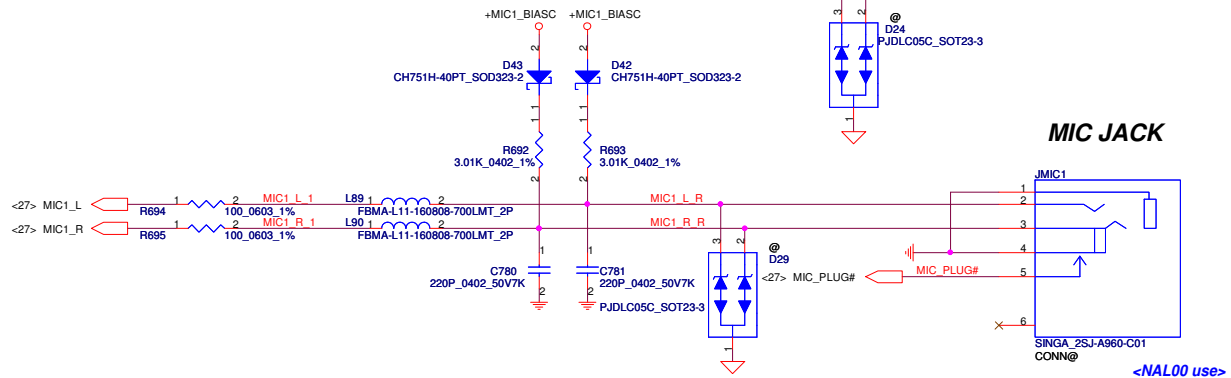 +MIC1_BIASC +MIC1_BIASC
3 2
@
D24
PJDLC05C_SOT23-3
1
2 2
D43
CH751H-40PT_SOD323-2
D42
CH751H-40PT_SOD323-2
1 1
1 1
R692
3.01K_0402_1%
R693
3.01K_0402_1%
2 2
MIC JACK
JMIC1
<27> MIC1_L
1 2
R694
100_0603_1%
MIC1_L_1
L89 1 2
FBMA-L11-160808-700LMT_2P
MIC1_L_R
<27> MIC1_R
1 2
R695
100_0603_1%
MIC1_R_1
L90 1 2
FBMA-L11-160808-700LMT_2P
MIC1_R_R
1
2
3
4
5
6
1 1
C780
220P_0402_50V7K
2
C781
220P_0402_50V7K
2
3 2
@
D29
PJDLC05C_SOT23-3
1
<27> MIC_PLUG#
MIC_PLUG#
SINGA_2SJ-A960-C01
CONN@
<NAL00 use>